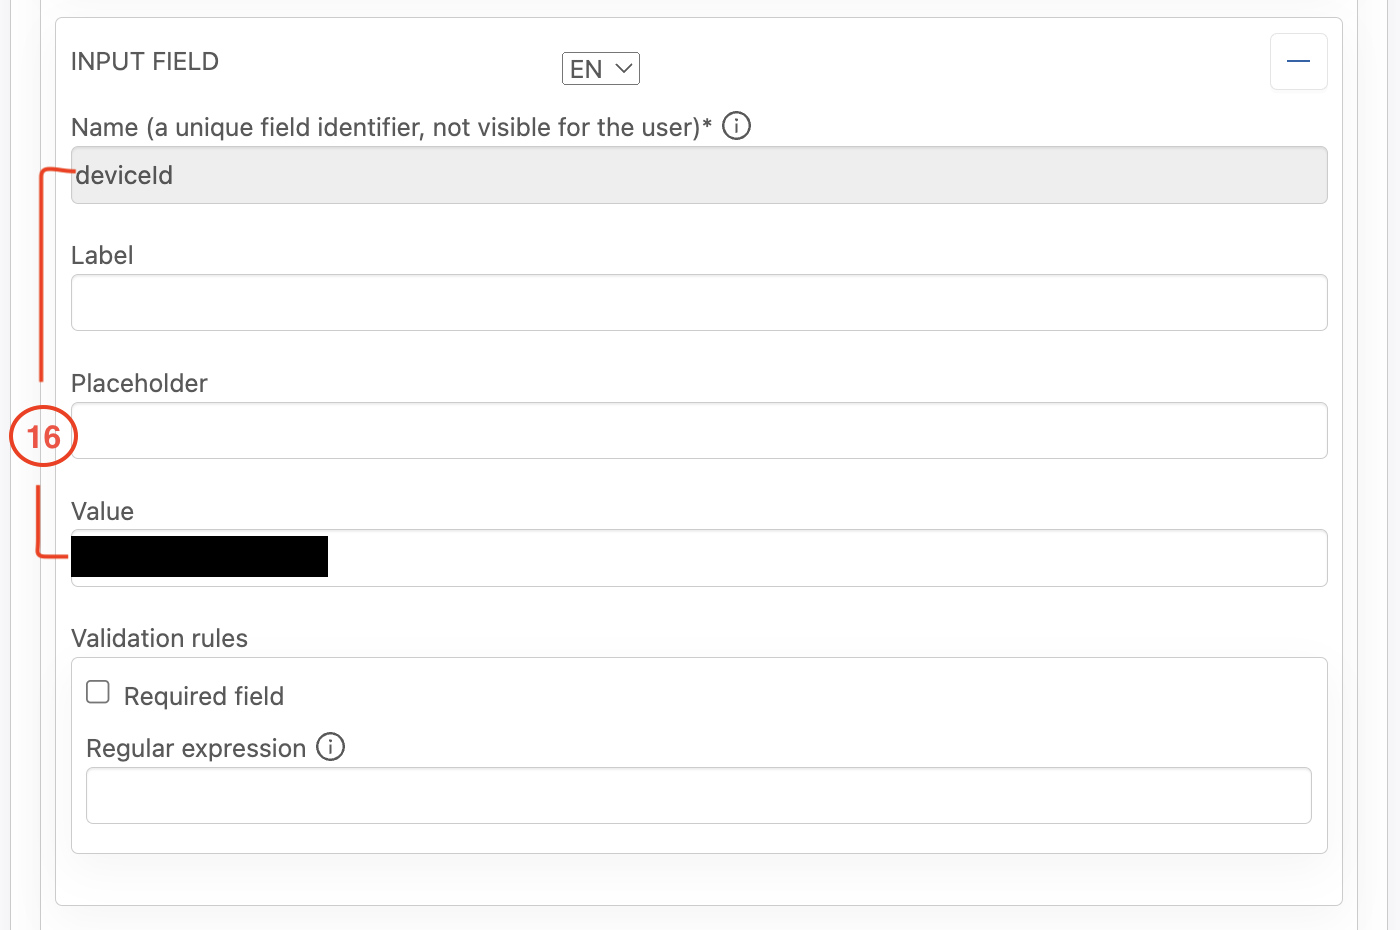 INPUT FIELD
EN
Name (a unique field identifier, not visible for the user)*
deviceId
Label
Placeholder
16
Value
Validation rules
Required field
Regular expression